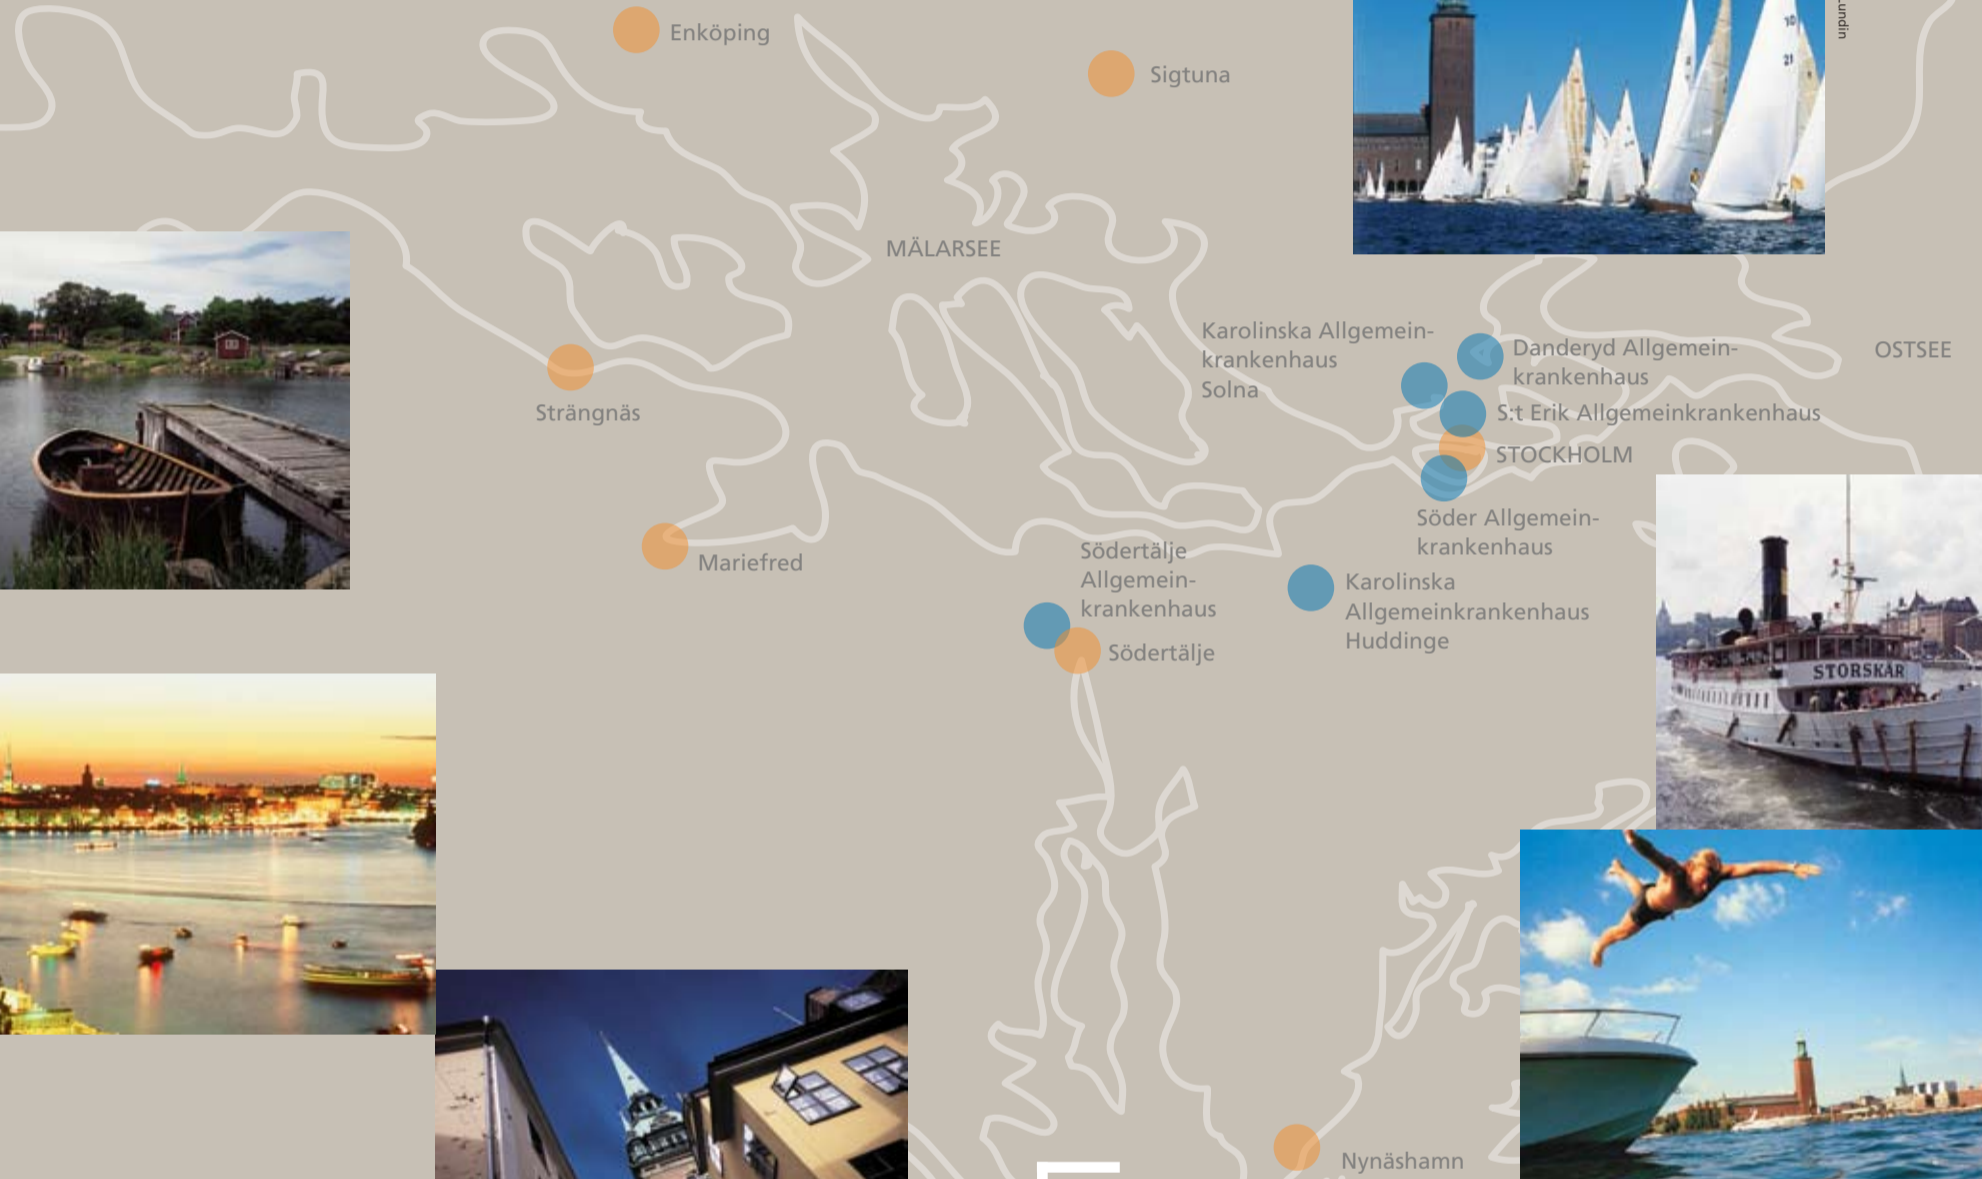 Enköping
Sigtuna
Lundin
MÄLARSEE
Karolinska Allgemein-
krankenhaus
Solna
Danderyd Allgemein-
krankenhaus
OSTSEE
S:t Erik Allgemeinkrankenhaus
STOCKHOLM
Strängnäs
Söder Allgemein-
krankenhaus
Mariefred
Södertälje
Allgemein-
krankenhaus
Södertälje
Karolinska
Allgemeinkrankenhaus
Huddinge
STORSKÄR
Nynäshamn